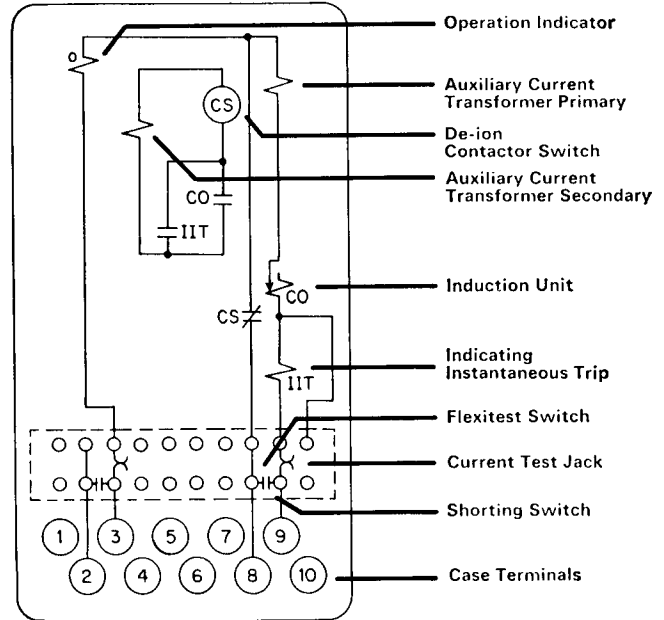 Operation Indicator
Auxiliary Current
Transformer Primary
De-ion
Contactor Switch
Auxiliary Current
Transformer Secondary
Induction Unit
Indicating
Instantaneous Trip
Flexitest Switch
Current Test Jack
Shorting Switch
Case Terminals
O
CS
CO
IIT
CO
CS
IIT
1 3 5 7 9
2 4 6 8 10